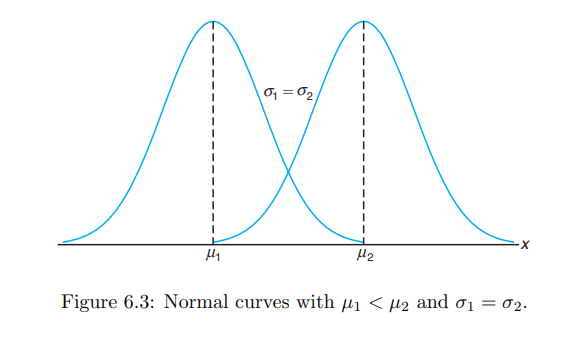 σ₁ = σ₂
x
μ₁ μ₂
Figure 6.3: Normal curves with μ₁ < μ₂ and σ₁ = σ₂.